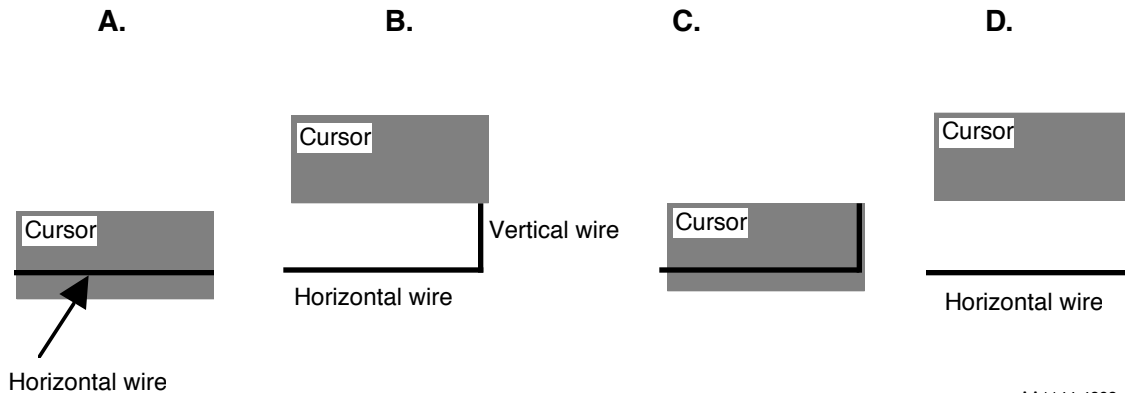 A.
B.
C.
D.
Cursor
Horizontal wire
Cursor
Vertical wire
Horizontal wire
Cursor
Cursor
Horizontal wire